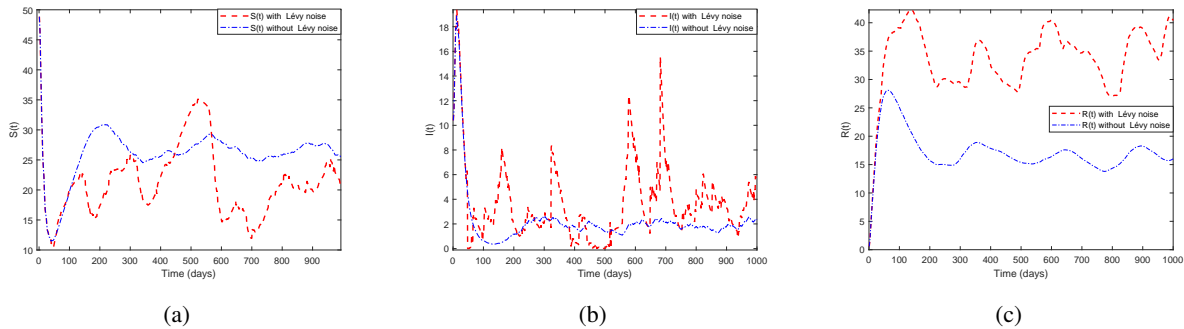 50
45
40
35
30
25
20
15
10
S(t)
0 100 200 300 400 500 600 700 800 900
Time (days)
S(t) with Lévy noise
S(t) without Lévy noise
(a)
18
16
14
12
10
8
6
4
2
0
I(t)
0 100 200 300 400 500 600 700 800 900 1000
Time (days)
I(t) with Lévy noise
I(t) without Lévy noise
(b)
40
35
30
25
20
15
10
5
0
R(t)
0 100 200 300 400 500 600 700 800 900 1000
Time (days)
R(t) with Lévy noise
R(t) without Lévy noise
(c)